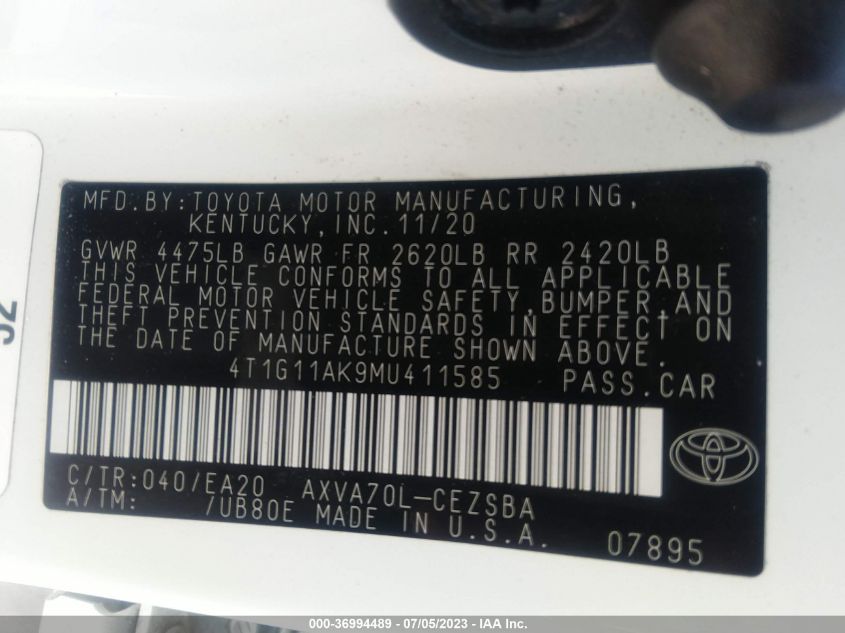 MFD.BY:TOYOTA MOTOR MANUFACTURING,
KENTUCKY,INC.11/20
GVWR 4475LB GAWR FR 2620LB RR 2420LB
THIS VEHICLE CONFORMS TO ALL APPLICABLE
FEDERAL MOTOR VEHICLE SAFETY,BUMPER,AND
THEFT PREVENTION STANDARDS IN EFFECT ON
THE DATE OF MANUFACTURE SHOWN ABOVE.
4T1G11AK9MU411585 PASS.CAR
C/TR:040/EA20 AXVA70L-CEZSBA
A/TM: /UB80E MADE IN U.S.A.
07895
000-36994489 - 07/05/2023 - IAA Inc.